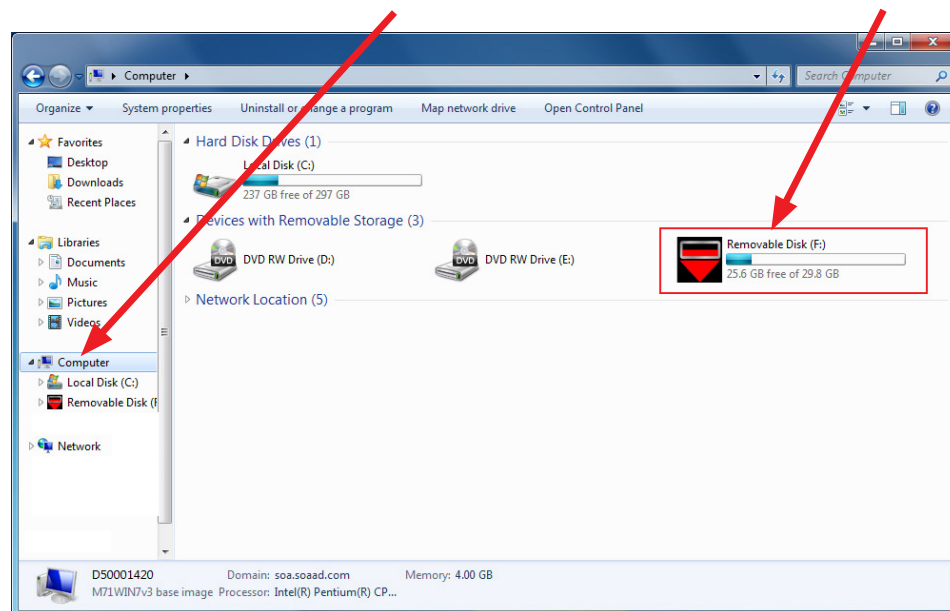 Computer
Search Computer
Organize
System properties
Uninstall or change a program
Map network drive
Open Control Panel
Favorites
Desktop
Downloads
Recent Places
Libraries
Documents
Music
Pictures
Videos
Computer
Local Disk (C:)
Removable Disk (F
Network
Hard Disk Drives (1)
Local Disk (C:)
237 GB free of 297 GB
Devices with Removable Storage (3)
DVD
DVD RW Drive (D:)
DVD
DVD RW Drive (E:)
Removable Disk (F:)
25.6 GB free of 29.8 GB
Network Location (5)
D50001420 Domain: soa.soaad.com Memory: 4.00 GB
M71WIN7v3 base image Processor: Intel(R) Pentium(R) CP...